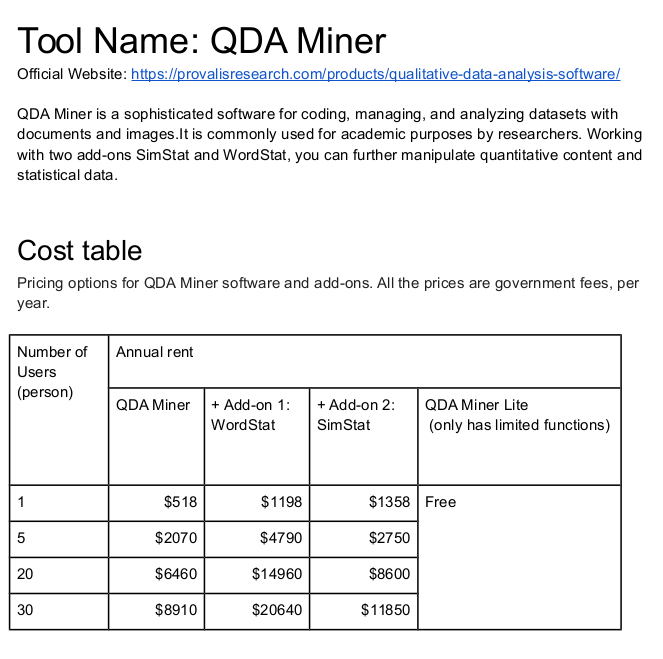 Tool Name: QDA Miner
Official Website: https://provalisresearch.com/products/qualitative-data-analysis-software/
QDA Miner is a sophisticated software for coding, managing, and analyzing datasets with
documents and images.It is commonly used for academic purposes by researchers. Working
with two add-ons SimStat and WordStat, you can further manipulate quantitative content and
statistical data.
Cost table
Pricing options for QDA Miner software and add-ons. All the prices are government fees, per
year.
Number of
Users
(person)
Annual rent
QDA Miner
+ Add-on 1:
WordStat
+ Add-on 2:
SimStat
QDA Miner Lite
(only has limited functions)
1 $518 $1198 $1358 Free
5 $2070 $4790 $2750
20 $6460 $14960 $8600
30 $8910 $20640 $11850